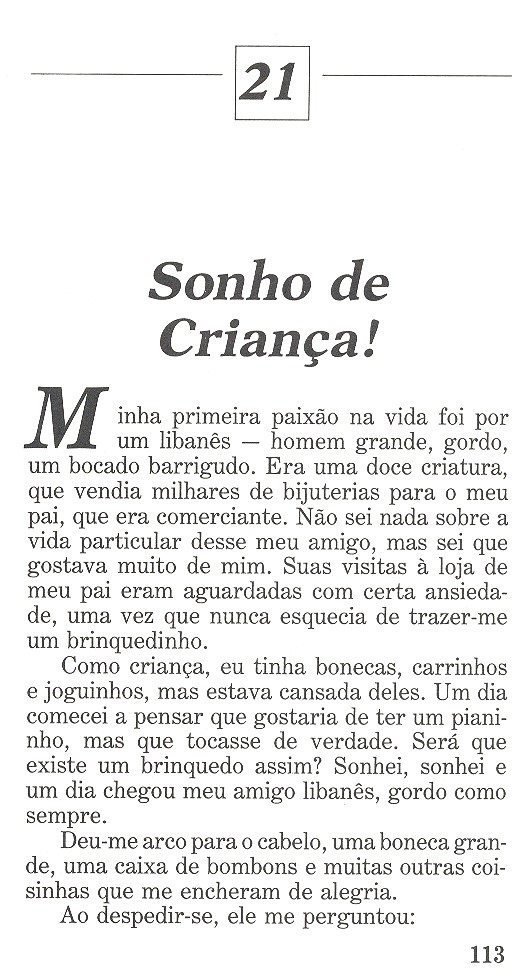 21
Sonho de
Criança!
Minha primeira paixão na vida foi por
um libanês — homem grande, gordo,
um bocado barrigudo. Era uma doce criatura,
que vendia milhares de bijuterias para o meu
pai, que era comerciante. Não sei nada sobre a
vida particular desse meu amigo, mas sei que
gostava muito de mim. Suas visitas à loja de
meu pai eram aguardadas com certa ansieda-
de, uma vez que nunca esquecia de trazer-me
um brinquedinho.
Como criança, eu tinha bonecas, carrinhos
e joguinhos, mas estava cansada deles. Um dia
comecei a pensar que gostaria de ter um piani-
nho, mas que tocasse de verdade. Será que
existe um brinquedo assim? Sonhei, sonhei e
um dia chegou meu amigo libanês, gordo como
sempre.
Deu-me arco para o cabelo, uma boneca gran-
de, uma caixa de bombons e muitas outras coi-
sinhas que me encheram de alegria.
Ao despedir-se, ele me perguntou:
113